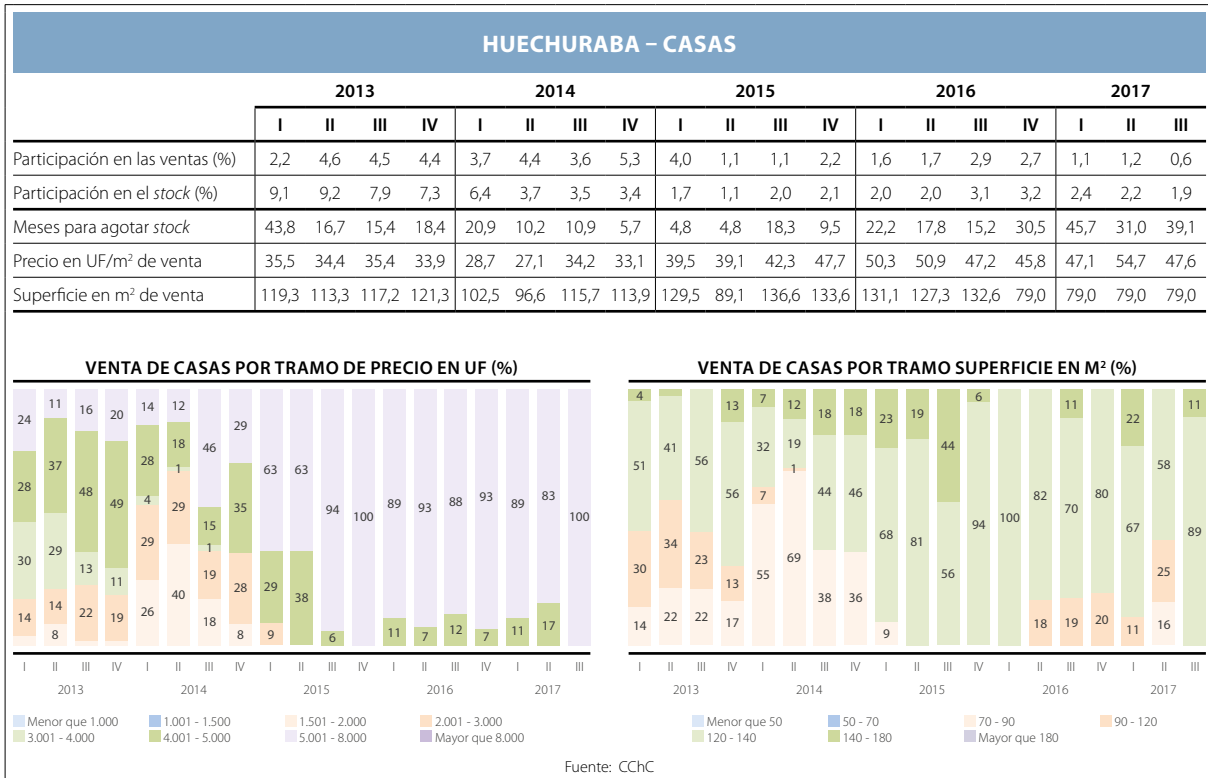 HUECHURABA – CASAS
2013 2014 2015 2016 2017
I II III IV I II III IV I II III IV I II III IV I II III
Participación en las ventas (%) 2,2 4,6 4,5 4,4 3,7 4,4 3,6 5,3 4,0 1,1 1,1 2,2 1,6 1,7 2,9 2,7 1,1 1,2 0,6
Participación en el stock (%) 9,1 9,2 7,9 7,3 6,4 3,7 3,5 3,4 1,7 1,1 2,0 2,1 2,0 2,0 3,1 3,2 2,4 2,2 1,9
Meses para agotar stock 43,8 16,7 15,4 18,4 20,9 10,2 10,9 5,7 4,8 4,8 18,3 9,5 22,2 17,8 15,2 30,5 45,7 31,0 39,1
Precio en UF/m² de venta 35,5 34,4 35,4 33,9 28,7 27,1 34,2 33,1 39,5 39,1 42,3 47,7 50,3 50,9 47,2 45,8 47,1 54,7 47,6
Superficie en m² de venta 119,3 113,3 117,2 121,3 102,5 96,6 115,7 113,9 129,5 89,1 136,6 133,6 131,1 127,3 132,6 79,0 79,0 79,0 79,0
VENTA DE CASAS POR TRAMO DE PRECIO EN UF (%)
24 11 16 20 14 12 46 29 63 63 94 100 89 93 88 93 89 83 100
28 37 48 49 28 18 15 35 29 38 6 11 7 12 7 11 17
30 29 13 11 4 1 1
14 14 22 19 29 29 19 28 9
8 26 40 18 8
I II III IV I II III IV I II III IV I II III IV I II III
2013 2014 2015 2016 2017
Menor que 1.000 1.001 - 1.500 1.501 - 2.000 2.001 - 3.000
3.001 - 4.000 4.001 - 5.000 5.001 - 8.000 Mayor que 8.000
VENTA DE CASAS POR TRAMO SUPERFICIE EN M² (%)
4 13 7 12 18 18 23 19 44 6 11 22 11
51 41 56 56 32 19 44 46 68 81 56 94 100 82 70 80 67 58 89
30 34 23 13 7 1 18 19 20 11 25
14 22 22 17 55 69 38 36 9 16
I II III IV I II III IV I II III IV I II III IV I II III
2013 2014 2015 2016 2017
Menor que 50 50 - 70 70 - 90 90 - 120
120 - 140 140 - 180 Mayor que 180
Fuente: CChC